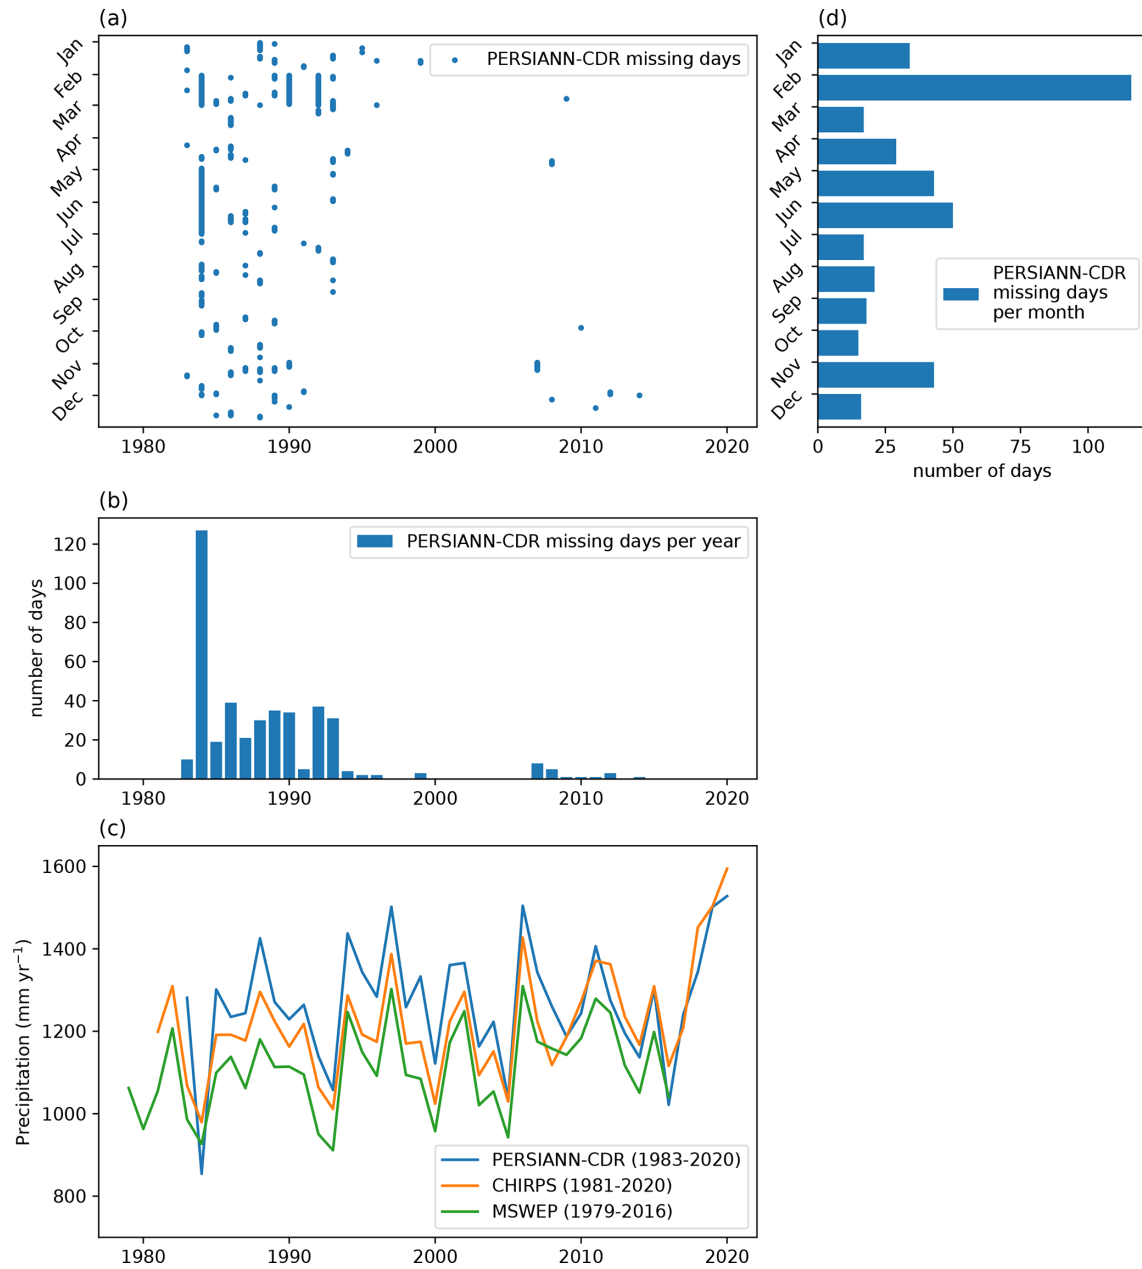 (a)
PERSIANN-CDR missing days
Jan
Feb
Mar
Apr
May
Jun
Jul
Aug
Sep
Oct
Nov
Dec
1980 1990 2000 2010 2020
(d)
Jan
Feb
Mar
Apr
May
Jun
Jul
Aug
Sep
Oct
Nov
Dec
PERSIANN-CDR
missing days
per month
0 25 50 75 100
number of days
(b)
PERSIANN-CDR missing days per year
number of days
120
100
80
60
40
20
0
1980 1990 2000 2010 2020
(c)
Precipitation (mm yr⁻¹)
1600
1400
1200
1000
800
PERSIANN-CDR (1983-2020)
CHIRPS (1981-2020)
MSWEP (1979-2016)
1980 1990 2000 2010 2020